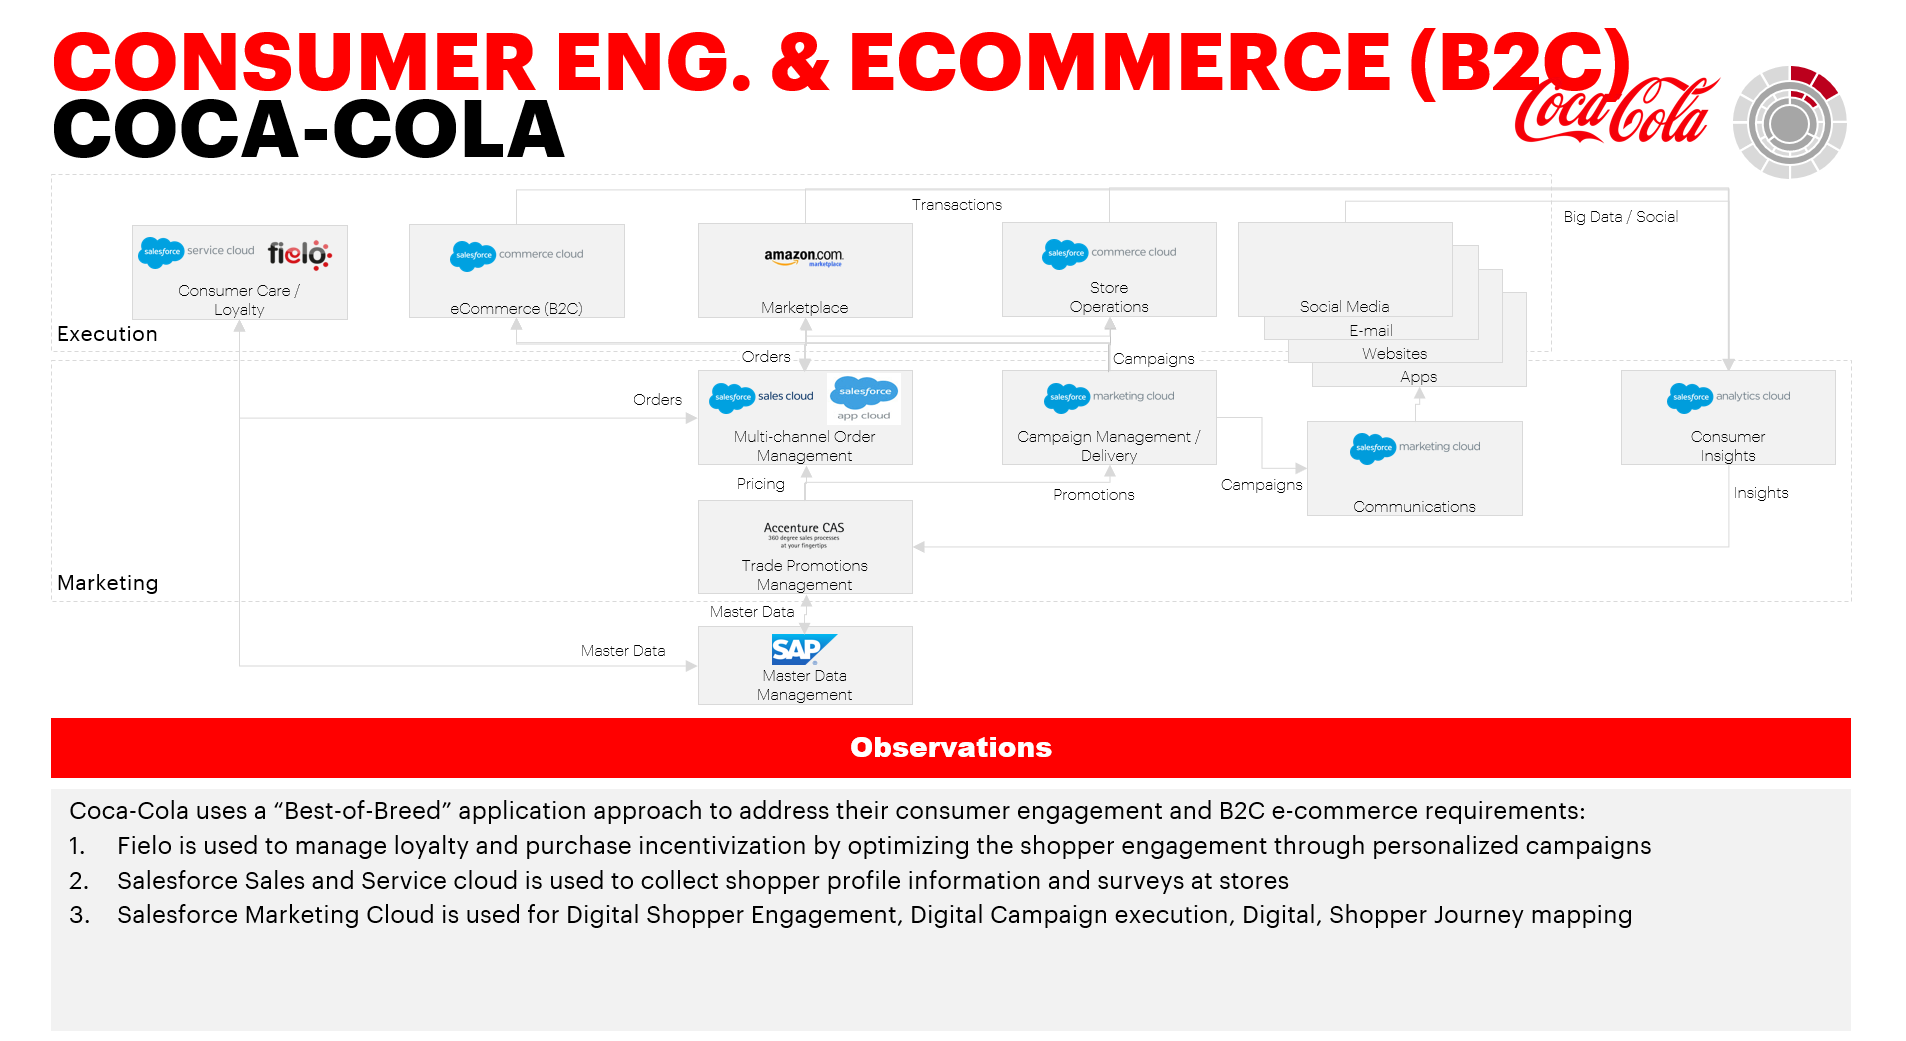 CONSUMER ENG. & ECOMMERCE (B2C)
COCA-COLA
Coca-Cola
Transactions
Big Data / Social
salesforce service cloud fielo
Consumer Care /
Loyalty
salesforce commerce cloud
eCommerce (B2C)
amazon.com.
marketplace
Marketplace
salesforce commerce cloud
Store
Operations
Social Media
E-mail
Websites
Apps
Execution
Orders
Campaigns
Orders
salesforce sales cloud
salesforce
app cloud
Multi-channel Order
Management
salesforce marketing cloud
Campaign Management /
Delivery
salesforce marketing cloud
Communications
salesforce analytics cloud
Consumer
Insights
Pricing
Promotions
Campaigns
Insights
Accenture CAS
360 degree sales processes
at your fingertips
Trade Promotions
Management
Marketing
Master Data
Master Data
SAP®
Master Data
Management
Observations
Coca-Cola uses a “Best-of-Breed” application approach to address their consumer engagement and B2C e-commerce requirements:
1. Fielo is used to manage loyalty and purchase incentivization by optimizing the shopper engagement through personalized campaigns
2. Salesforce Sales and Service cloud is used to collect shopper profile information and surveys at stores
3. Salesforce Marketing Cloud is used for Digital Shopper Engagement, Digital Campaign execution, Digital, Shopper Journey mapping